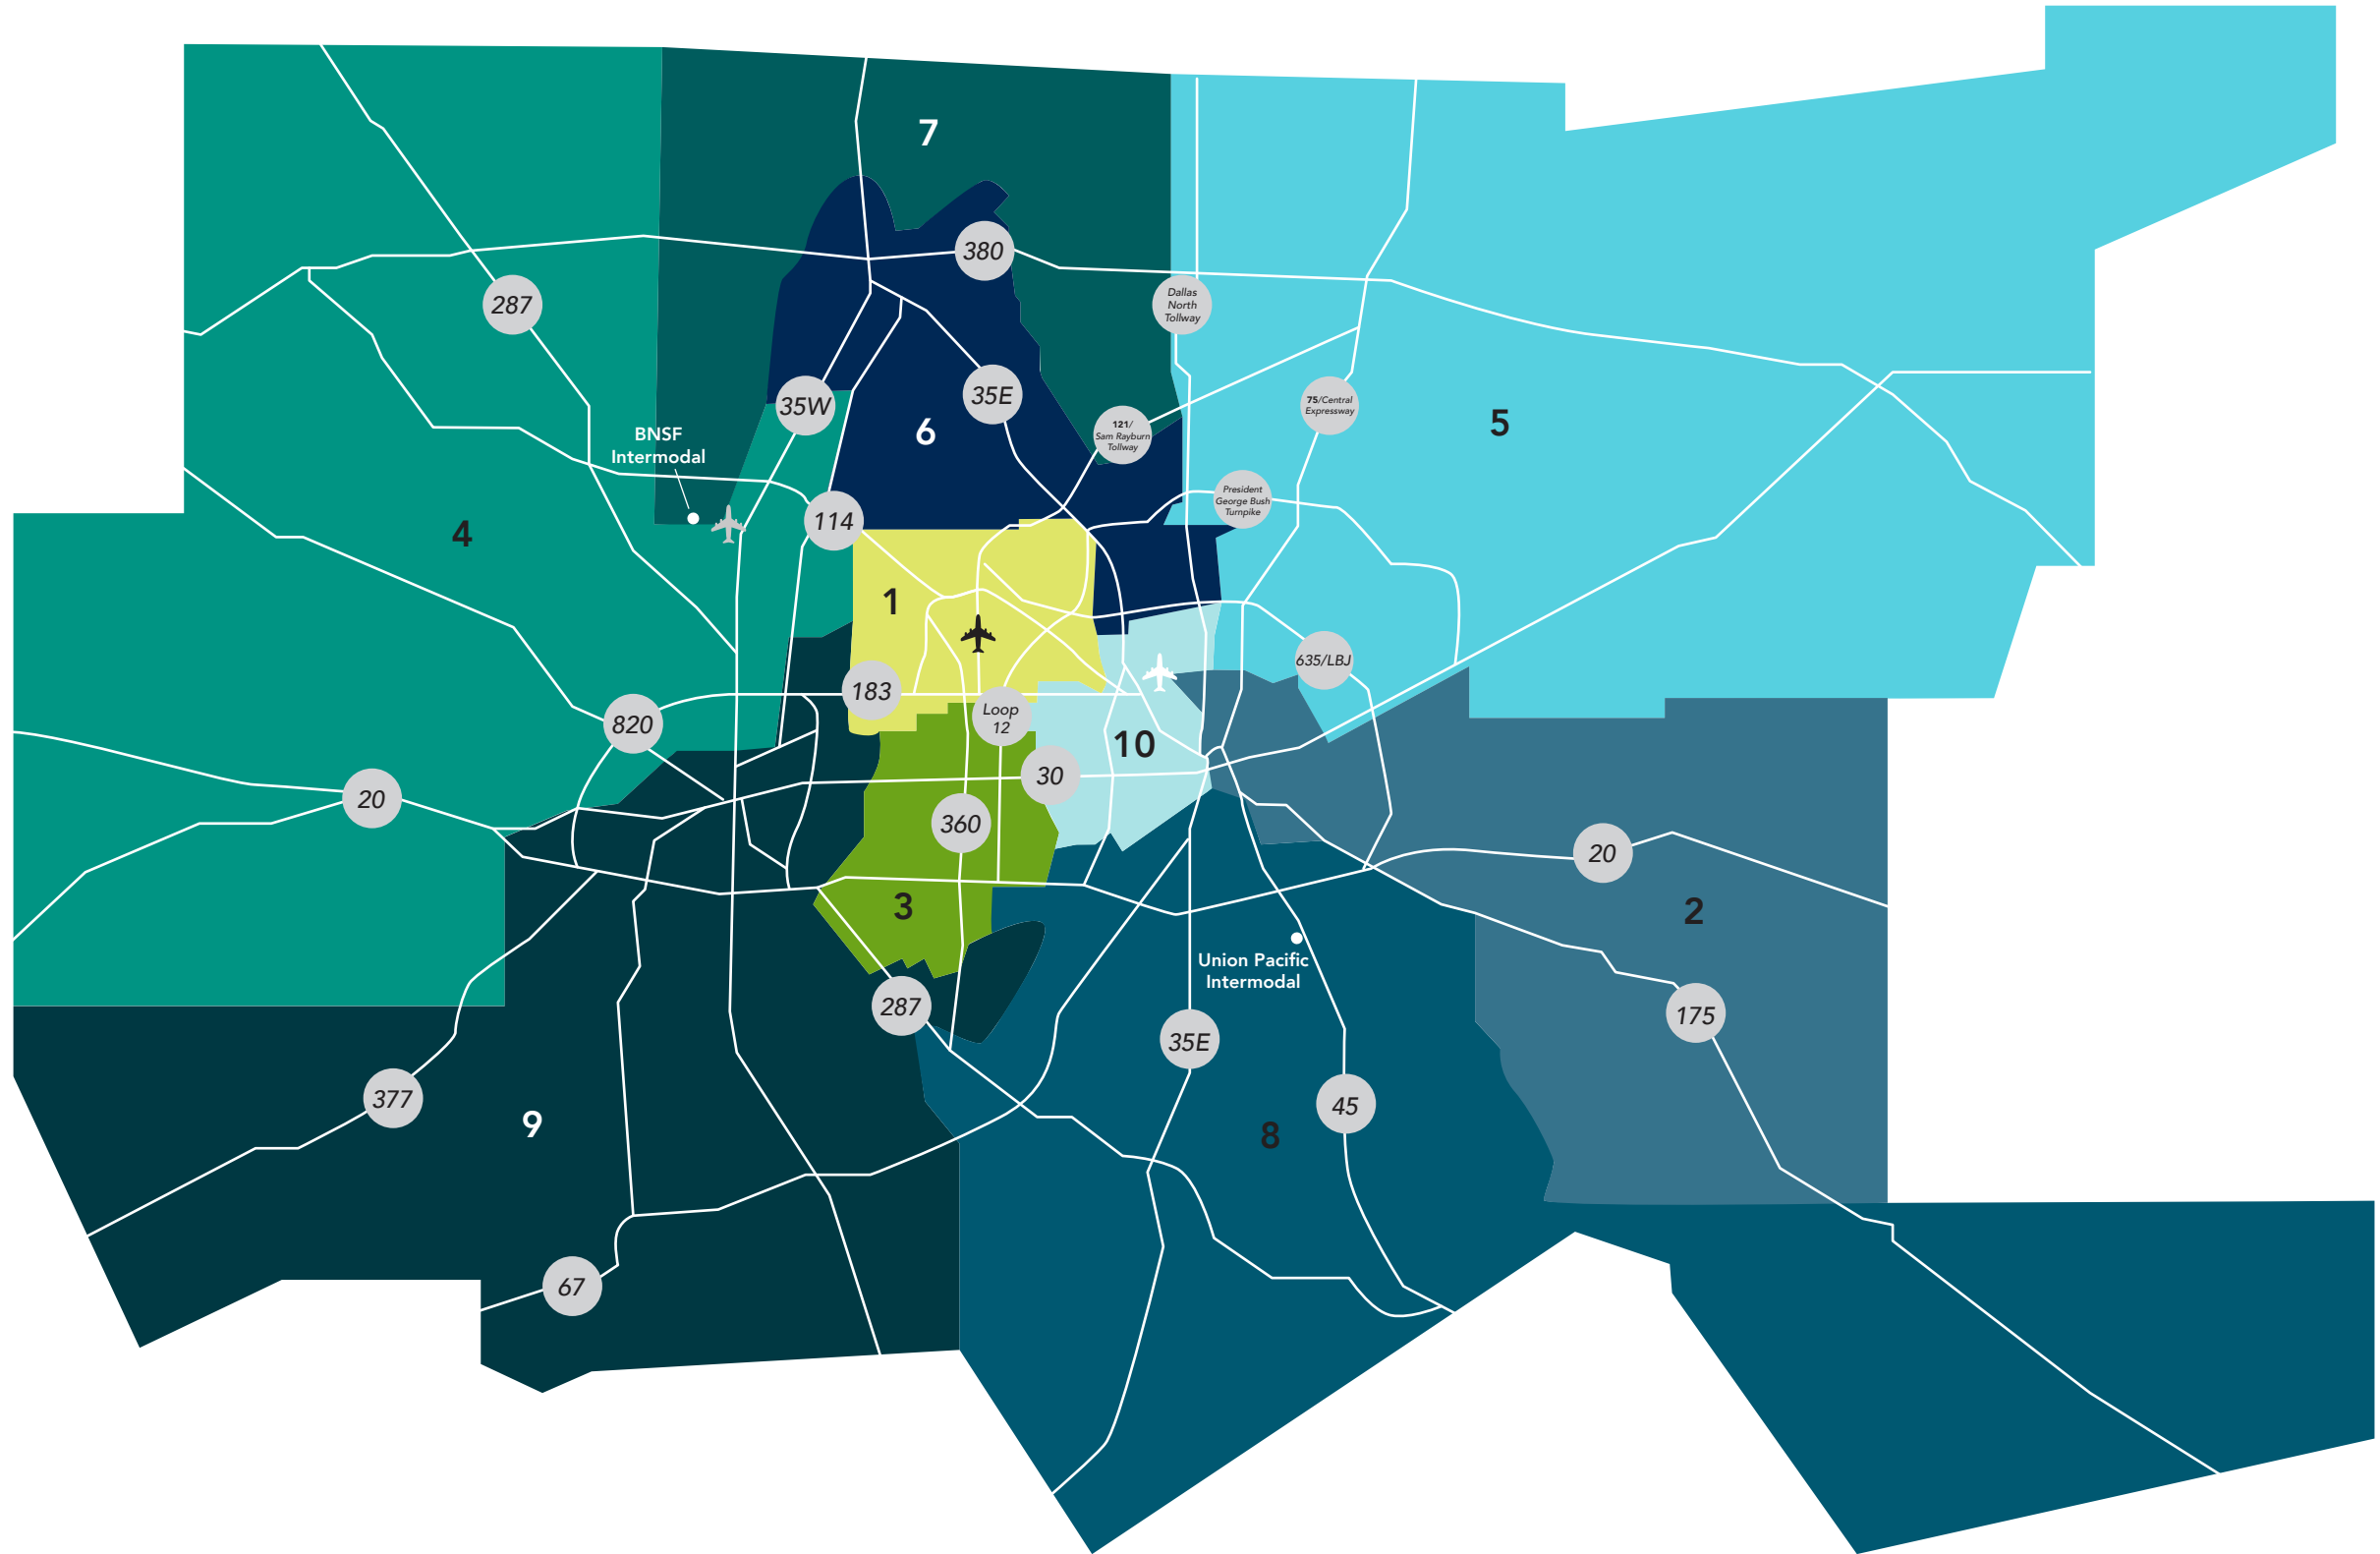 7
380
287
Dallas
North
Tollway
35W
35E
75/Central
Expressway
6
5
121/
Sam Rayburn
Tollway
BNSF
Intermodal
President
George Bush
Turnpike
4
114
1
635/LBJ
183
820
Loop
12
10
30
20
360
20
3
2
Union Pacific
Intermodal
287
175
35E
377
45
9
8
67